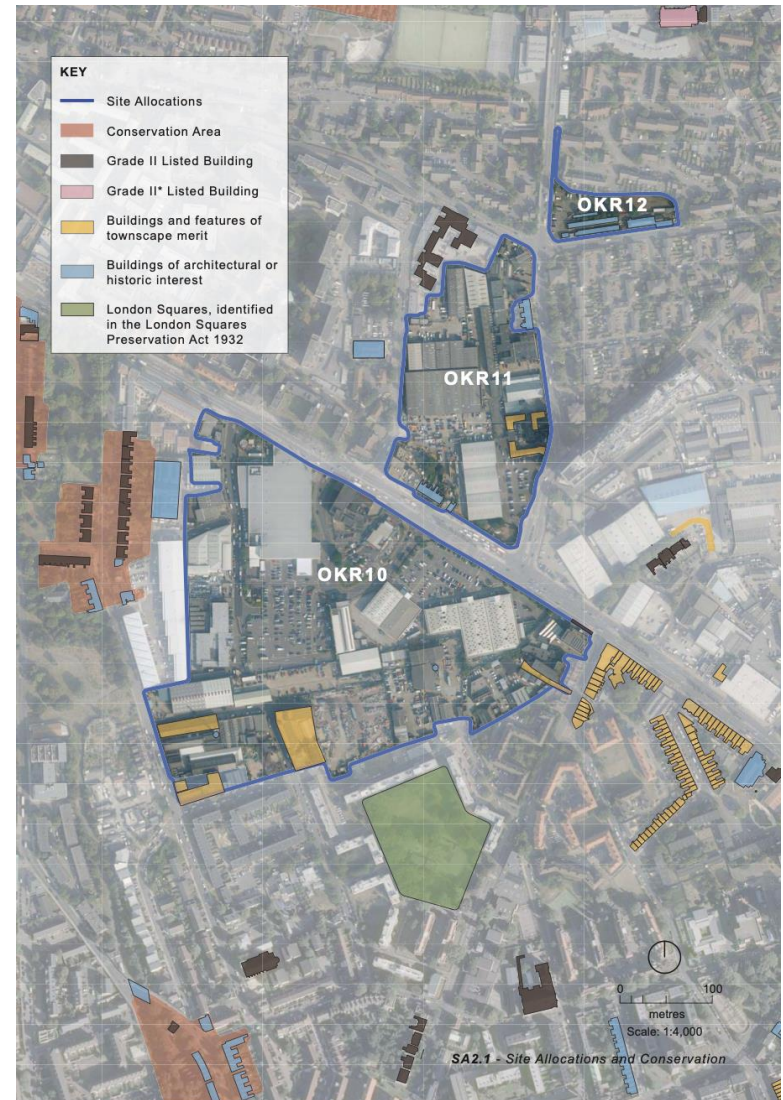 KEY
Site Allocations
Conservation Area
Grade II Listed Building
Grade II* Listed Building
Buildings and features of
townscape merit
Buildings of architectural or
historic interest
London Squares, identified
in the London Squares
Preservation Act 1932
OKR12
OKR11
OKR10
0 100
metres
Scale: 1:4,000
SA2.1 - Site Allocations and Conservation